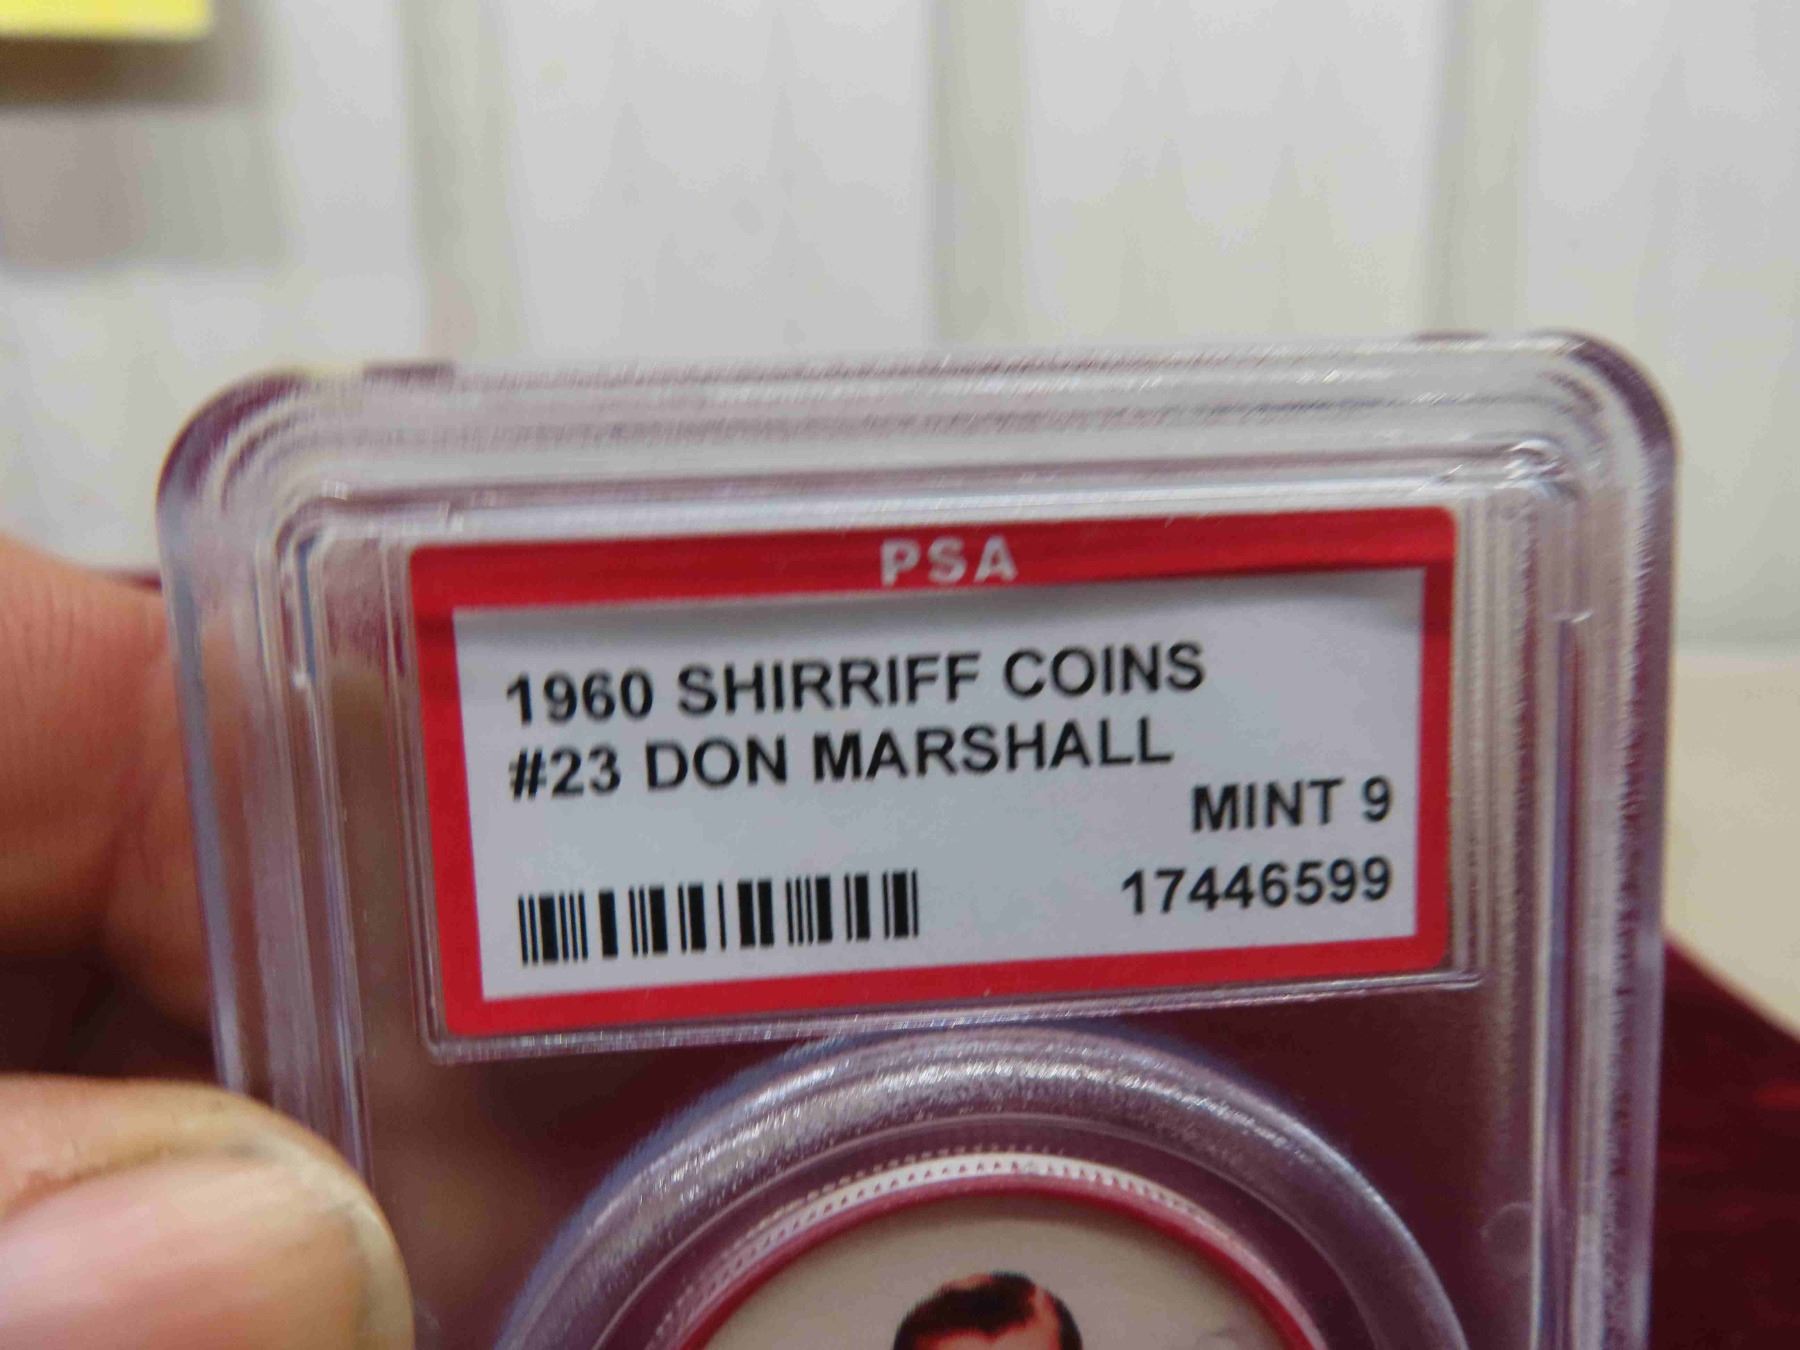 PSA
1960 SHIRRIFF COINS
#23 DON MARSHALL
MINT 9
17446599